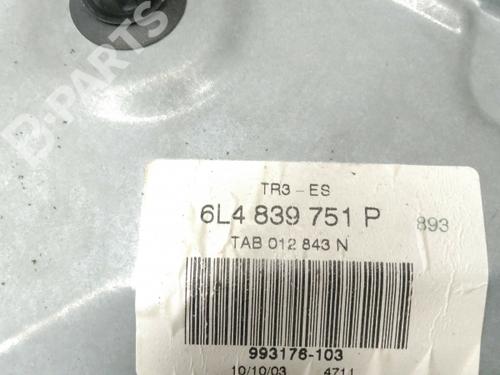 B-PARTS
TR3-ES
6L4 839 751 P 893
TAB 012 843 N
993176-103
10/10/03 4711